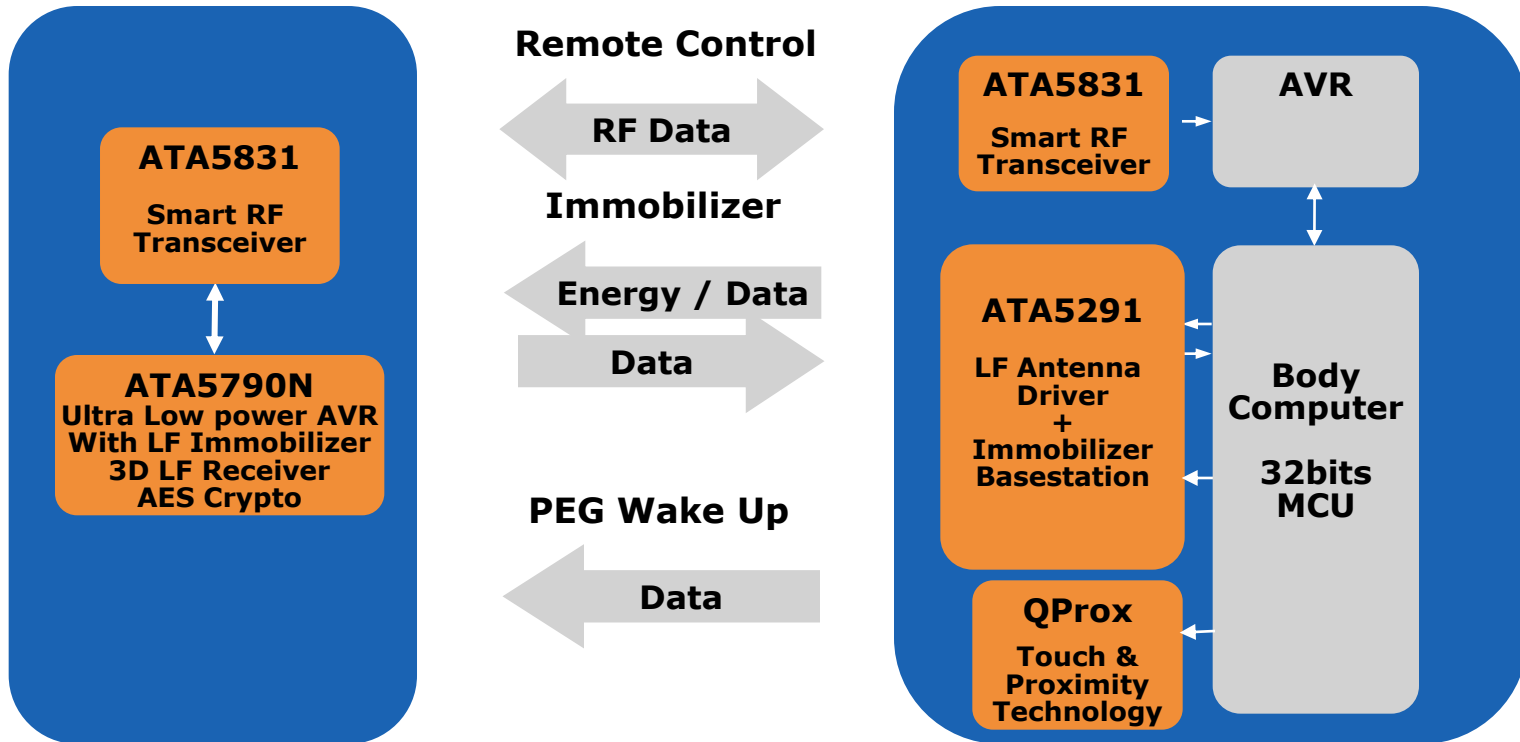 ATA5831
Smart RF
Transceiver
ATA5790N
Ultra Low power AVR
With LF Immobilizer
3D LF Receiver
AES Crypto
Remote Control
RF Data
Immobilizer
Energy / Data
Data
PEG Wake Up
Data
ATA5831
Smart RF
Transceiver
AVR
ATA5291
LF Antenna
Driver
+
Immobilizer
Basestation
Body
Computer
32bits
MCU
QProx
Touch &
Proximity
Technology